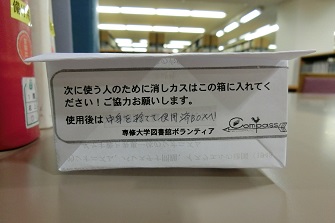 次に使う人のために消しカスはこの箱に入れてく
ださい！ご協力お願いします。
使用後は中身を捨てて使用済BOXへ!
専修大学図書館ボランティア
Compass